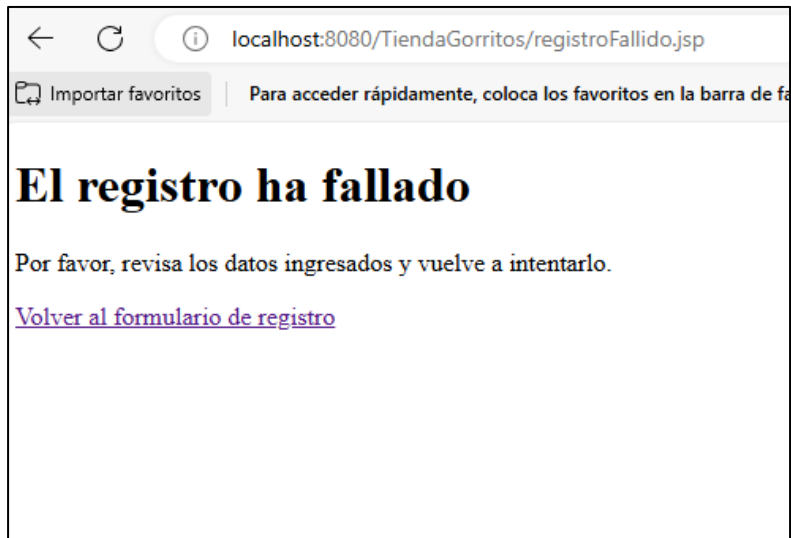 localhost:8080/TiendaGorritos/registroFallido.jsp
Importar favoritos
Para acceder rápidamente, coloca los favoritos en la barra de
El registro ha fallado
Por favor, revisa los datos ingresados y vuelve a intentarlo.
Volver al formulario de registro